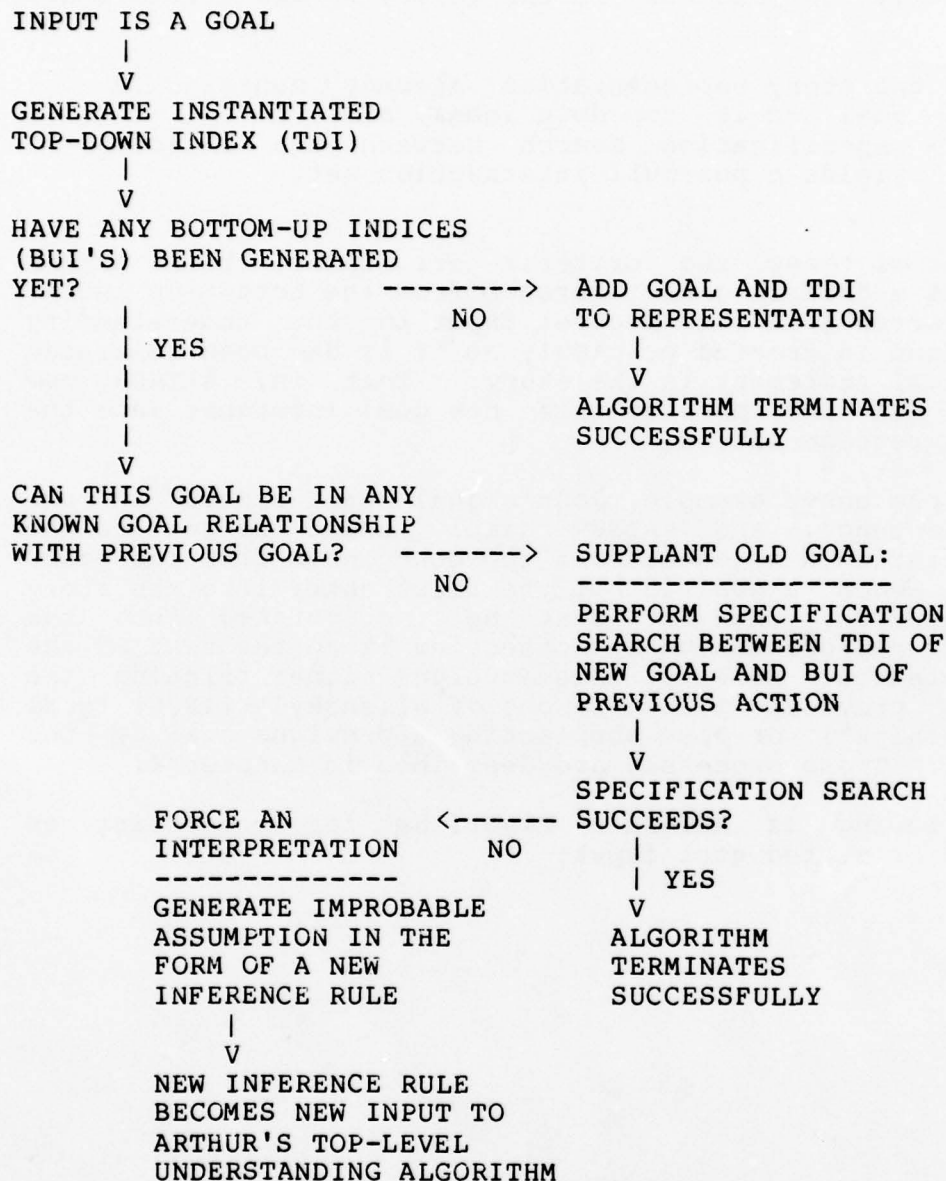 INPUT IS A GOAL
|
V
GENERATE INSTANTIATED
TOP-DOWN INDEX (TDI)
|
V
HAVE ANY BOTTOM-UP INDICES
(BUI'S) BEEN GENERATED
YET? -------> ADD GOAL AND TDI
NO TO REPRESENTATION
| YES |
| V
| ALGORITHM TERMINATES
| SUCCESSFULLY
V
CAN THIS GOAL BE IN ANY
KNOWN GOAL RELATIONSHIP
WITH PREVIOUS GOAL? -------> SUPPLANT OLD GOAL:
NO ------------------
PERFORM SPECIFICATION
SEARCH BETWEEN TDI OF
NEW GOAL AND BUI OF
PREVIOUS ACTION
|
V
SPECIFICATION SEARCH
FORCE AN <------ SUCCEEDS?
INTERPRETATION NO |
-------------- | YES
GENERATE IMPROBABLE V
ASSUMPTION IN THE ALGORITHM
FORM OF A NEW TERMINATES
INFERENCE RULE SUCCESSFULLY
|
V
NEW INFERENCE RULE
BECOMES NEW INPUT TO
ARTHUR'S TOP-LEVEL
UNDERSTANDING ALGORITHM